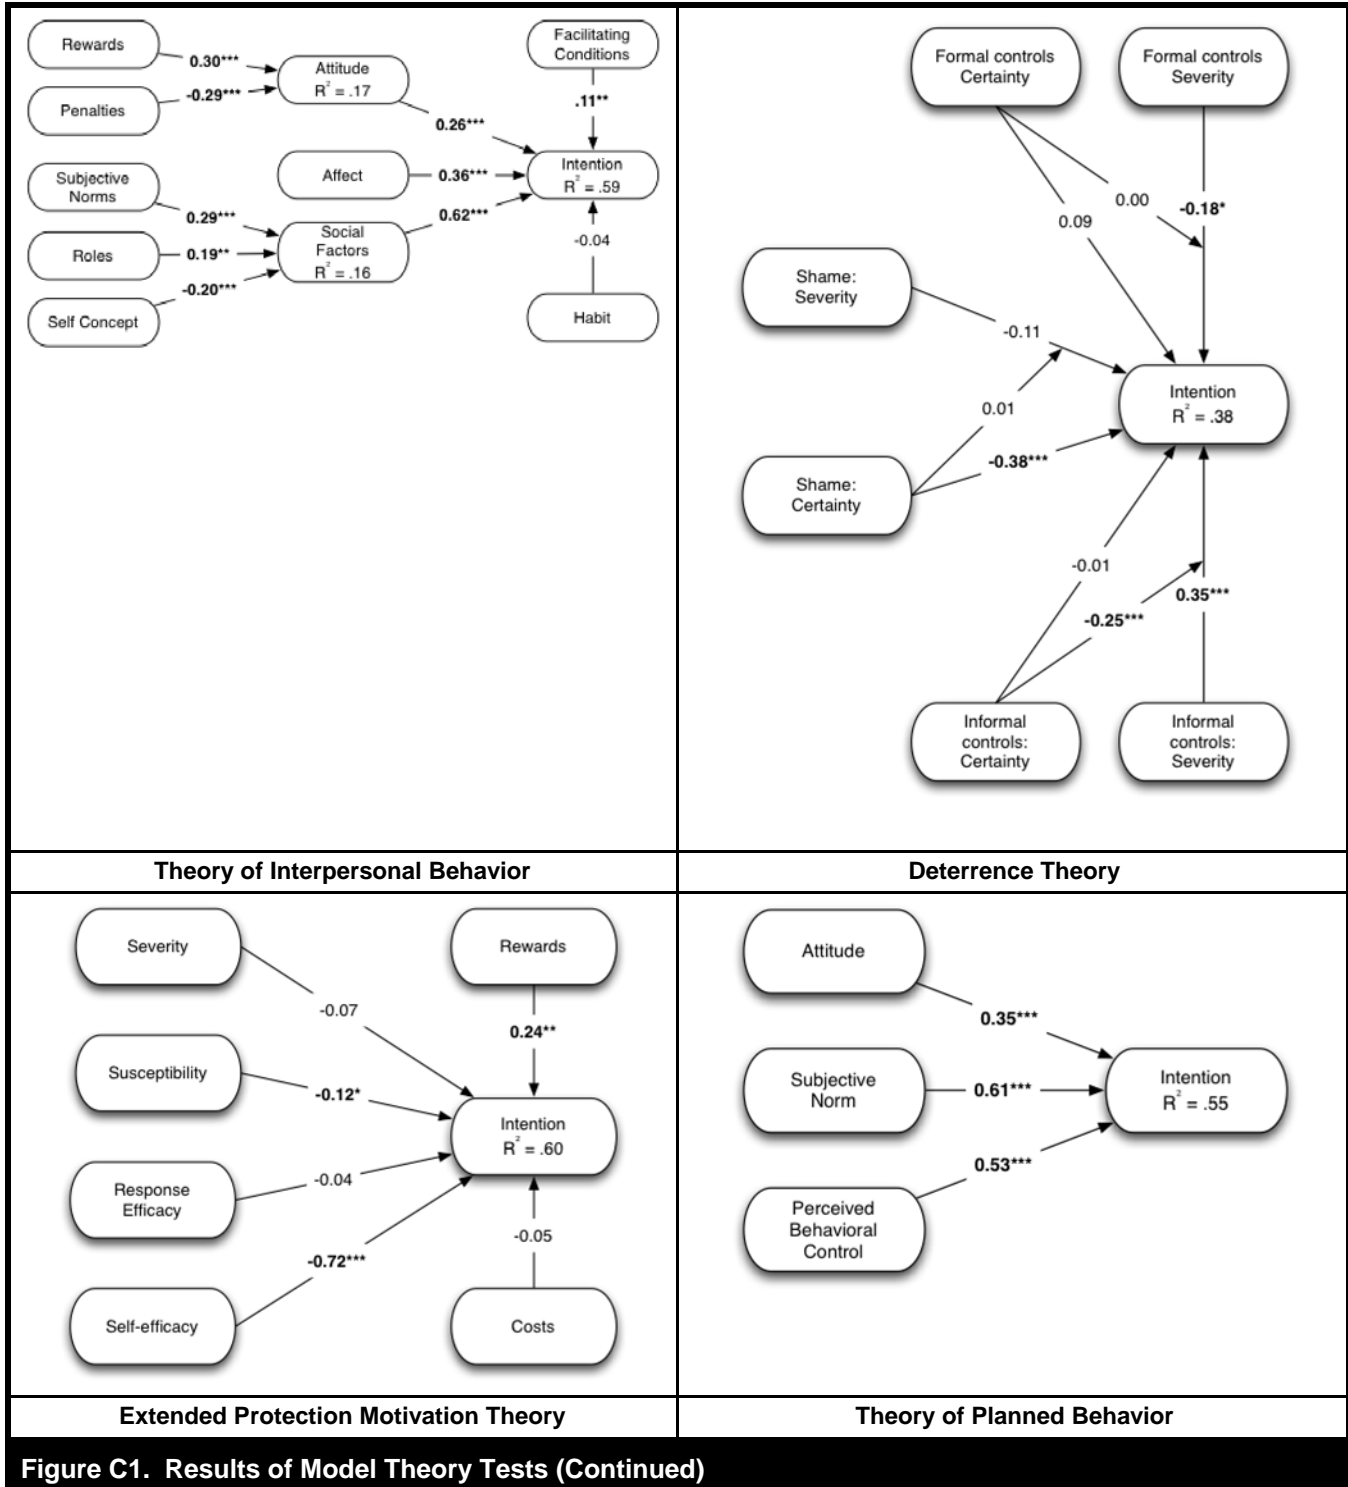 Rewards
0.30***
Penalties
-0.29***
Attitude
R² = .17
0.26***
Facilitating
Conditions
.11**
Subjective
Norms
0.29***
Roles
0.19**
Self Concept
-0.20***
Affect
0.36***
Social
Factors
R² = .16
0.62***
Intention
R² = .59
-0.04
Habit
Theory of Interpersonal Behavior
Formal controls
Certainty
Formal controls
Severity
0.00
-0.18*
0.09
Shame:
Severity
-0.11
0.01
Shame:
Certainty
-0.38***
Intention
R² = .38
-0.01
-0.25***
0.35***
Informal
controls:
Certainty
Informal
controls:
Severity
Deterrence Theory
Severity
-0.07
Susceptibility
-0.12*
Response
Efficacy
-0.04
Self-efficacy
-0.72***
Rewards
0.24**
Intention
R² = .60
-0.05
Costs
Extended Protection Motivation Theory
Attitude
0.35***
Subjective
Norm
0.61***
Perceived
Behavioral
Control
0.53***
Intention
R² = .55
Theory of Planned Behavior
Figure C1. Results of Model Theory Tests (Continued)